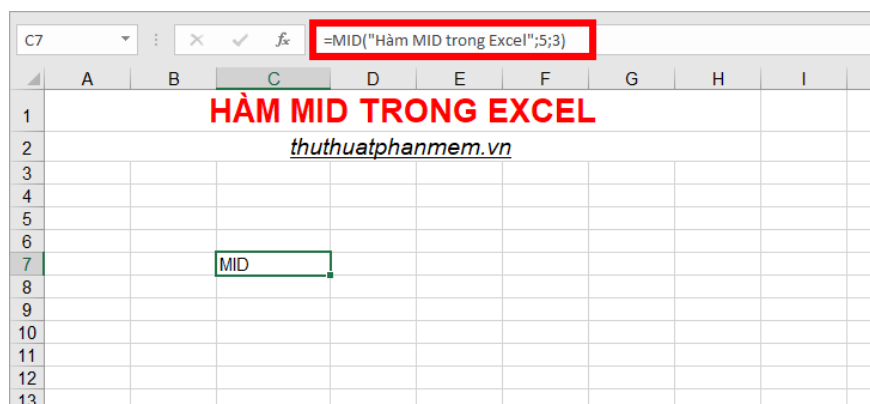 C7 fx =MID("Hàm MID trong Excel";5;3)
A B C D E F G H I
1 HÀM MID TRONG EXCEL
2 thuthuatphanmem.vn
3
4
5
6
7 MID
8
9
10
11
12
13